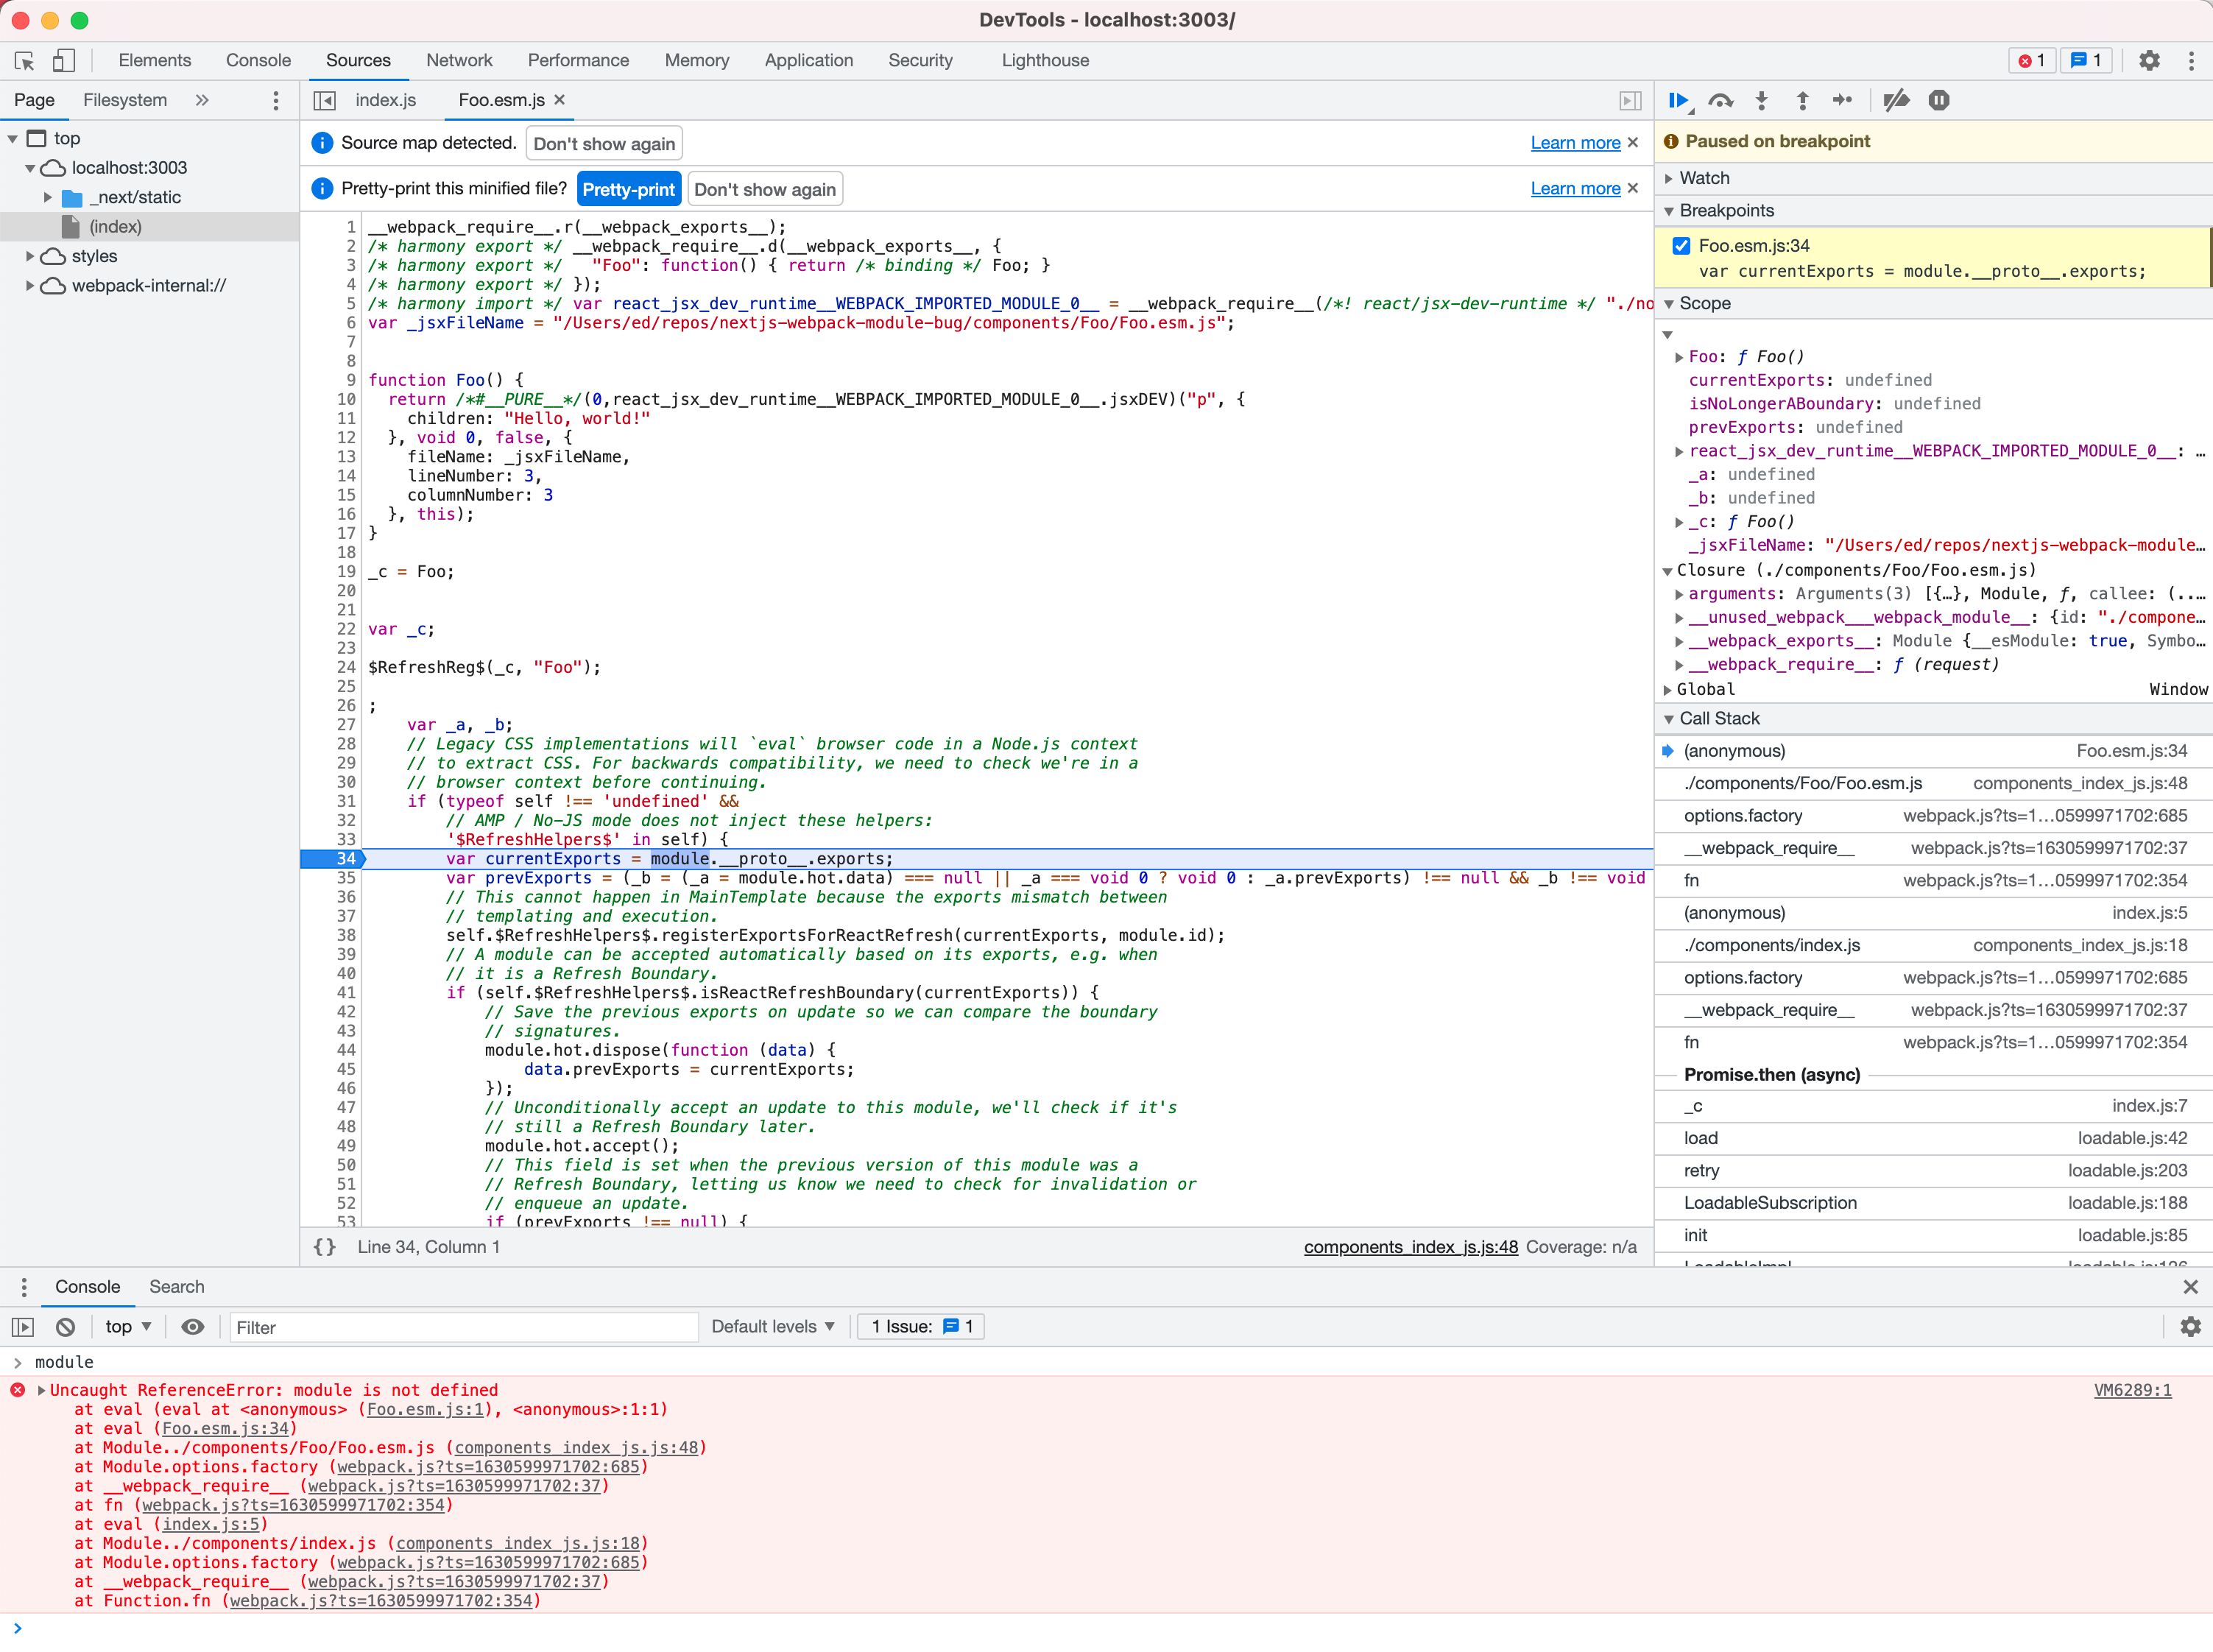 DevTools - localhost:3003/
Elements Console Sources Network Performance Memory Application Security Lighthouse 1 1
Page Filesystem
index.js Foo.esm.js
top
localhost:3003
_next/static
(index)
styles
webpack-internal://
Source map detected. Don't show again Learn more
Pretty-print this minified file? Pretty-print Don't show again Learn more
1 __webpack_require__.r(__webpack_exports__);
2 /* harmony export */ __webpack_require__.d(__webpack_exports__, {
3 /* harmony export */   "Foo": function() { return /* binding */ Foo; }
4 /* harmony export */ });
5 /* harmony import */ var react_jsx_dev_runtime__WEBPACK_IMPORTED_MODULE_0__ = __webpack_require__(/*! react/jsx-dev-runtime */ "./no
6 var _jsxFileName = "/Users/ed/repos/nextjs-webpack-module-bug/components/Foo/Foo.esm.js";
7
8
9 function Foo() {
10   return /*#__PURE__*/(0,react_jsx_dev_runtime__WEBPACK_IMPORTED_MODULE_0__.jsxDEV)("p", {
11     children: "Hello, world!"
12   }, void 0, false, {
13     fileName: _jsxFileName,
14     lineNumber: 3,
15     columnNumber: 3
16   }, this);
17 }
18
19 _c = Foo;
20
21
22 var _c;
23
24 $RefreshReg$(_c, "Foo");
25
26 ;
27     var _a, _b;
28     // Legacy CSS implementations will `eval` browser code in a Node.js context
29     // to extract CSS. For backwards compatibility, we need to check we're in a
30     // browser context before continuing.
31     if (typeof self !== 'undefined' &&
32         // AMP / No-JS mode does not inject these helpers:
33         '$RefreshHelpers$' in self) {
34         var currentExports = module.__proto__.exports;
35         var prevExports = (_b = (_a = module.hot.data) === null || _a === void 0 ? void 0 : _a.prevExports) !== null && _b !== void
36         // This cannot happen in MainTemplate because the exports mismatch between
37         // templating and execution.
38         self.$RefreshHelpers$.registerExportsForReactRefresh(currentExports, module.id);
39         // A module can be accepted automatically based on its exports, e.g. when
40         // it is a Refresh Boundary.
41         if (self.$RefreshHelpers$.isReactRefreshBoundary(currentExports)) {
42             // Save the previous exports on update so we can compare the boundary
43             // signatures.
44             module.hot.dispose(function (data) {
45                 data.prevExports = currentExports;
46             });
47             // Unconditionally accept an update to this module, we'll check if it's
48             // still a Refresh Boundary later.
49             module.hot.accept();
50             // This field is set when the previous version of this module was a
51             // Refresh Boundary, letting us know we need to check for invalidation or
52             // enqueue an update.
53             if (prevExports !== null) {
{} Line 34, Column 1 components_index_js.js:48 Coverage: n/a
Paused on breakpoint
Watch
Breakpoints
Foo.esm.js:34
var currentExports = module.__proto__.exports;
Scope
Foo: ƒ Foo()
currentExports: undefined
isNoLongerABoundary: undefined
prevExports: undefined
react_jsx_dev_runtime__WEBPACK_IMPORTED_MODULE_0__: …
_a: undefined
_b: undefined
_c: ƒ Foo()
_jsxFileName: "/Users/ed/repos/nextjs-webpack-module…
Closure (./components/Foo/Foo.esm.js)
arguments: Arguments(3) [{…}, Module, ƒ, callee: (..…
__unused_webpack___webpack_module__: {id: "./compone…
__webpack_exports__: Module {__esModule: true, Symbo…
__webpack_require__: ƒ (request)
Global Window
Call Stack
(anonymous) Foo.esm.js:34
./components/Foo/Foo.esm.js components_index_js.js:48
options.factory webpack.js?ts=1…0599971702:685
__webpack_require__ webpack.js?ts=1630599971702:37
fn webpack.js?ts=1…0599971702:354
(anonymous) index.js:5
./components/index.js components_index_js.js:18
options.factory webpack.js?ts=1…0599971702:685
__webpack_require__ webpack.js?ts=1630599971702:37
fn webpack.js?ts=1…0599971702:354
Promise.then (async)
_c index.js:7
load loadable.js:42
retry loadable.js:203
LoadableSubscription loadable.js:188
init loadable.js:85
LoadableImpl loadable.js:126
Console Search
top Filter Default levels 1 Issue: 1
module
Uncaught ReferenceError: module is not defined VM6289:1
at eval (eval at <anonymous> (Foo.esm.js:1), <anonymous>:1:1)
at eval (Foo.esm.js:34)
at Module../components/Foo/Foo.esm.js (components_index_js.js:48)
at Module.options.factory (webpack.js?ts=1630599971702:685)
at __webpack_require__ (webpack.js?ts=1630599971702:37)
at fn (webpack.js?ts=1630599971702:354)
at eval (index.js:5)
at Module../components/index.js (components_index_js.js:18)
at Module.options.factory (webpack.js?ts=1630599971702:685)
at __webpack_require__ (webpack.js?ts=1630599971702:37)
at Function.fn (webpack.js?ts=1630599971702:354)